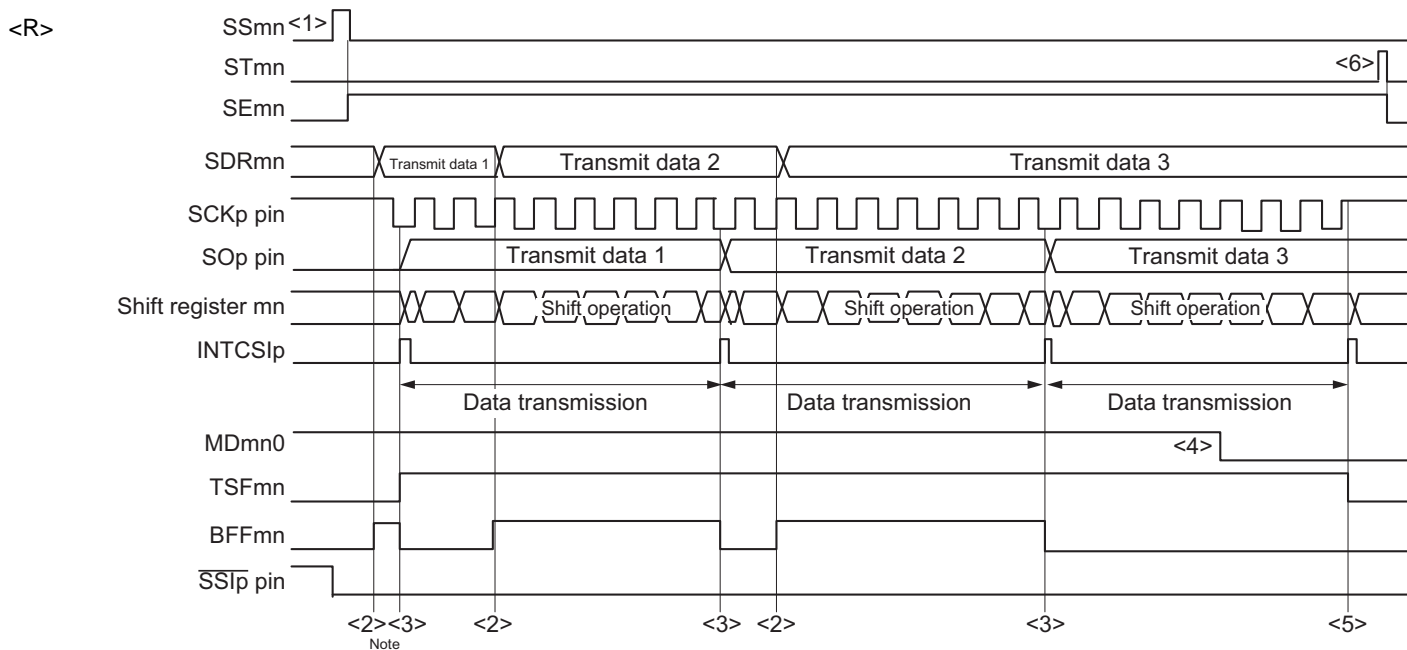 <R>
SSmn <1>
STmn <6>
SEmn
SDRmn Transmit data 1 Transmit data 2 Transmit data 3
SCKp pin
SOp pin Transmit data 1 Transmit data 2 Transmit data 3
Shift register mn Shift operation Shift operation Shift operation
INTCSIp
Data transmission Data transmission Data transmission
MDmn0 <4>
TSFmn
BFFmn
SSIp pin
<2> <3> <2> <3> <2> <3> <5>
Note